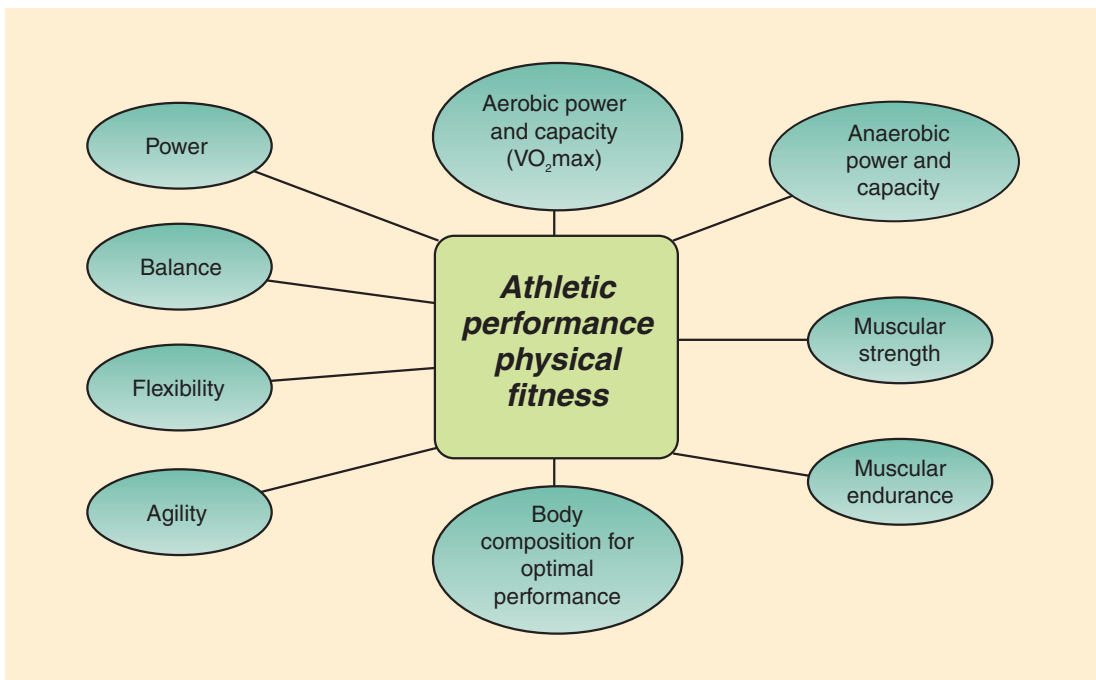 Aerobic power
and capacity
(VO₂max)
Anaerobic
power and
capacity
Power
Balance
Flexibility
Agility
Athletic
performance
physical
fitness
Muscular
strength
Muscular
endurance
Body
composition for
optimal
performance